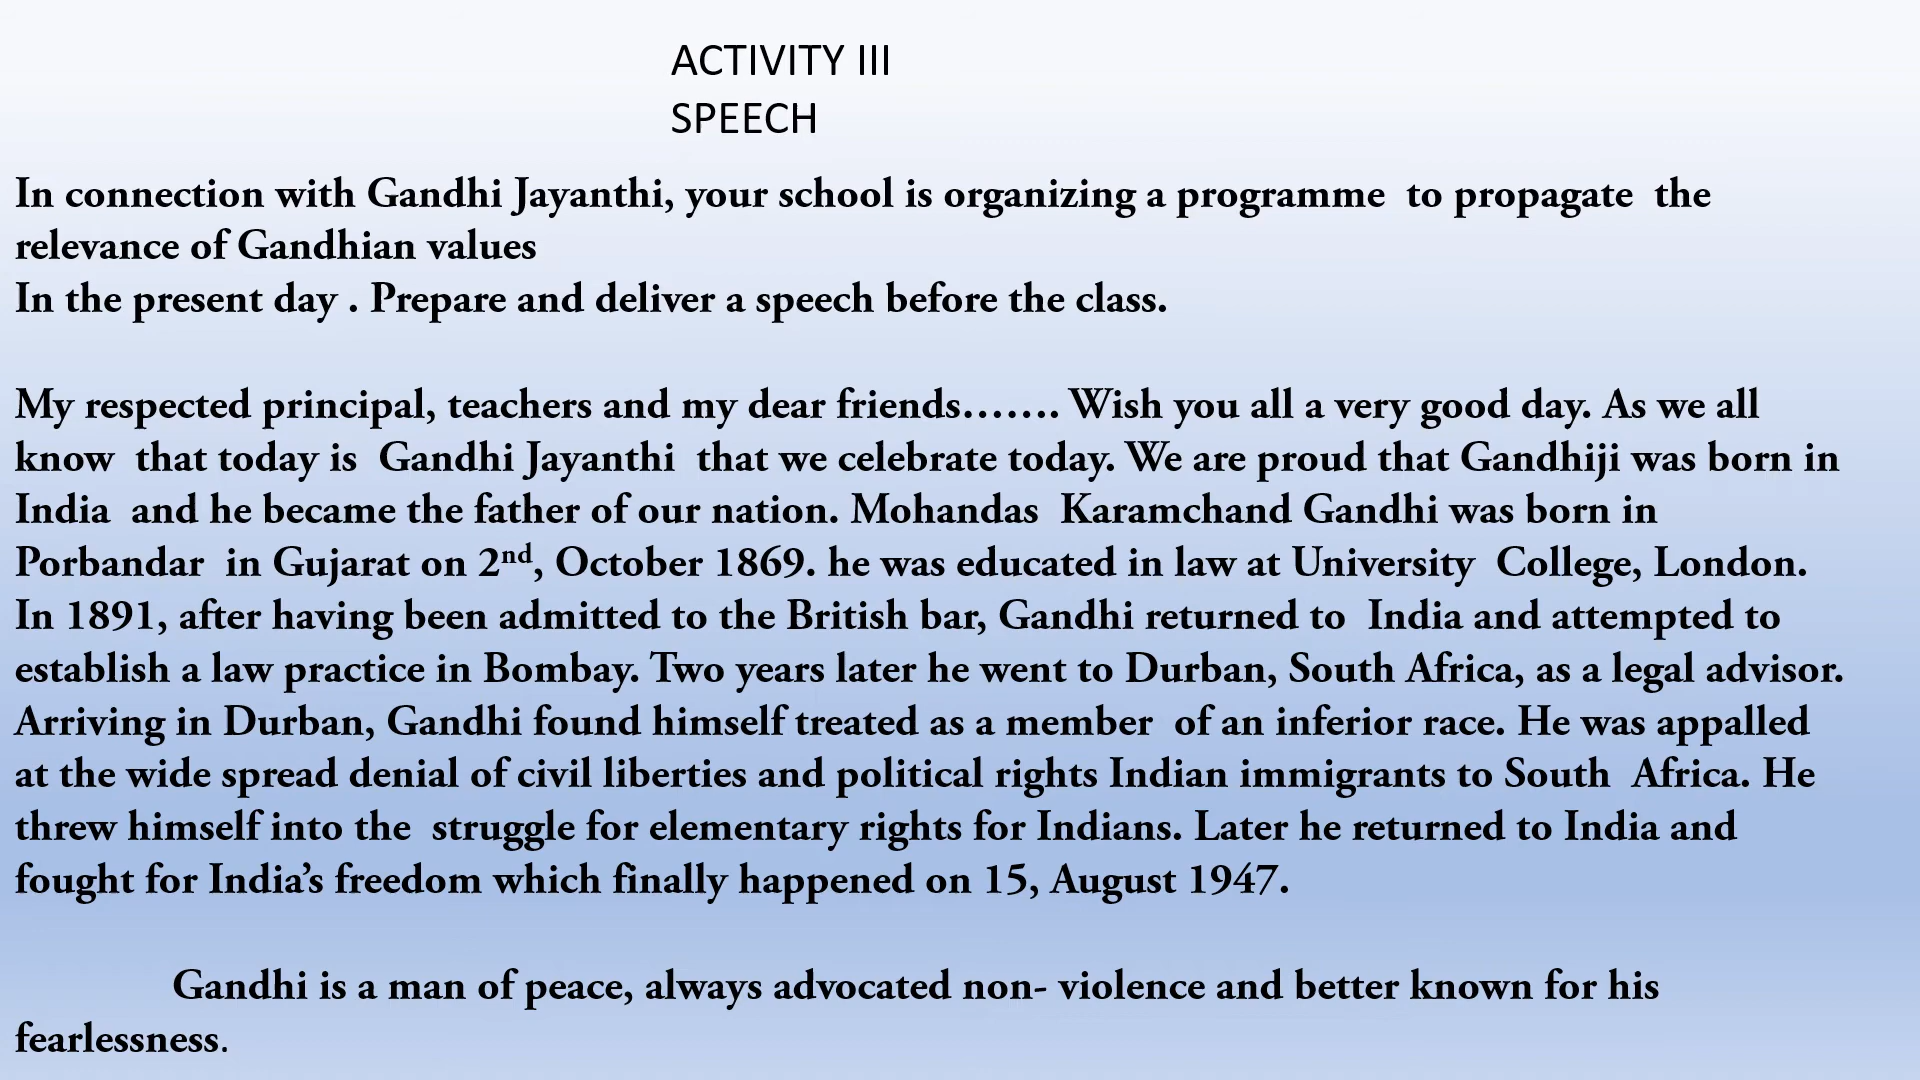 ACTIVITY III
SPEECH
In connection with Gandhi Jayanthi, your school is organizing a programme to propagate the
relevance of Gandhian values
In the present day . Prepare and deliver a speech before the class.
My respected principal, teachers and my dear friends……. Wish you all a very good day. As we all
know that today is Gandhi Jayanthi that we celebrate today. We are proud that Gandhiji was born in
India and he became the father of our nation. Mohandas Karamchand Gandhi was born in
Porbandar in Gujarat on 2nd, October 1869. he was educated in law at University College, London.
In 1891, after having been admitted to the British bar, Gandhi returned to India and attempted to
establish a law practice in Bombay. Two years later he went to Durban, South Africa, as a legal advisor.
Arriving in Durban, Gandhi found himself treated as a member of an inferior race. He was appalled
at the wide spread denial of civil liberties and political rights Indian immigrants to South Africa. He
threw himself into the struggle for elementary rights for Indians. Later he returned to India and
fought for India’s freedom which finally happened on 15, August 1947.
Gandhi is a man of peace, always advocated non- violence and better known for his
fearlessness.